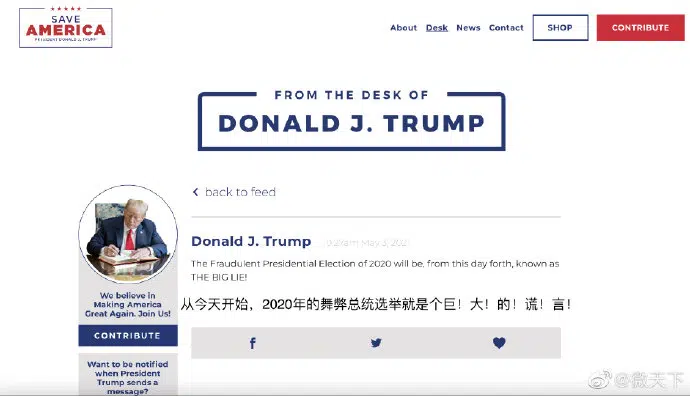 SAVE
AMERICA
PRESIDENT DONALD J. TRUMP
About Desk News Contact SHOP CONTRIBUTE
FROM THE DESK OF
DONALD J. TRUMP
back to feed
Donald J. Trump 10:27am May 3, 2021
The Fraudulent Presidential Election of 2020 will be, from this day forth, known as
THE BIG LIE!
从今天开始，2020年的舞弊总统选举就是个巨！大！的！谎！言！
We believe in
Making America
Great Again. Join Us!
CONTRIBUTE
Want to be notified
when President
Trump sends a
message?
@微天下